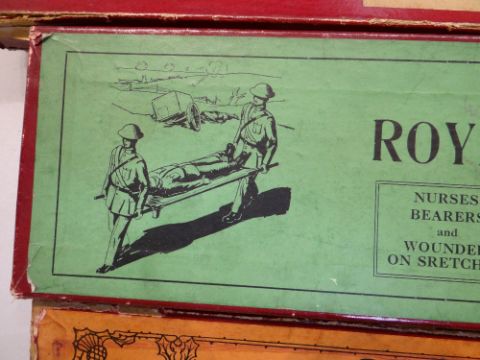 ROY
NURSES
BEARERS
and
WOUNDE
ON SRETCH